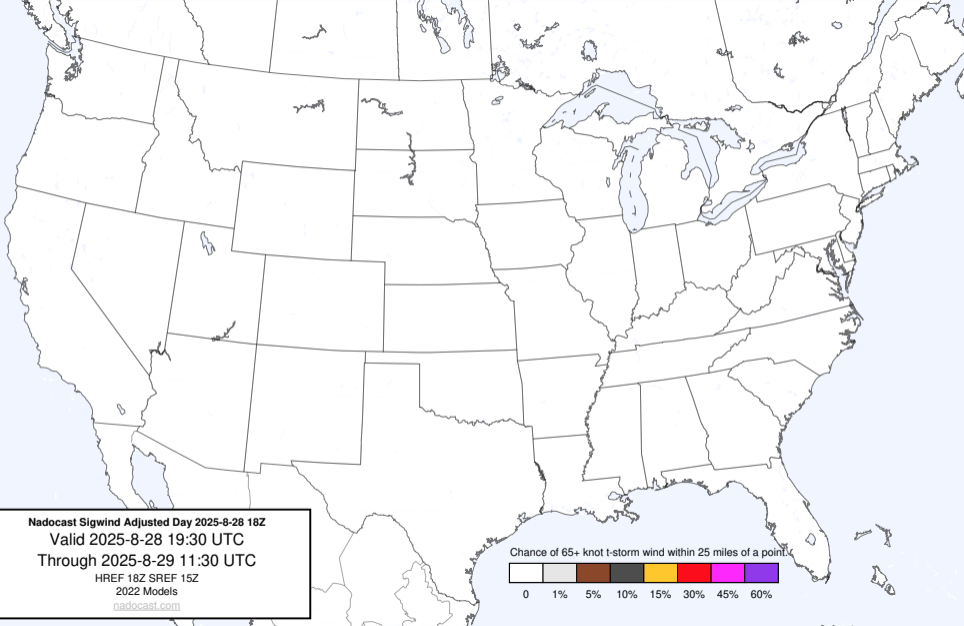 Nadocast Sigwind Adjusted Day 2025-8-28 18Z
Valid 2025-8-28 19:30 UTC
Through 2025-8-29 11:30 UTC
HREF 18Z SREF 15Z
2022 Models
nadocast.com
Chance of 65+ knot t-storm wind within 25 miles of a point.
0 1% 5% 10% 15% 30% 45% 60%